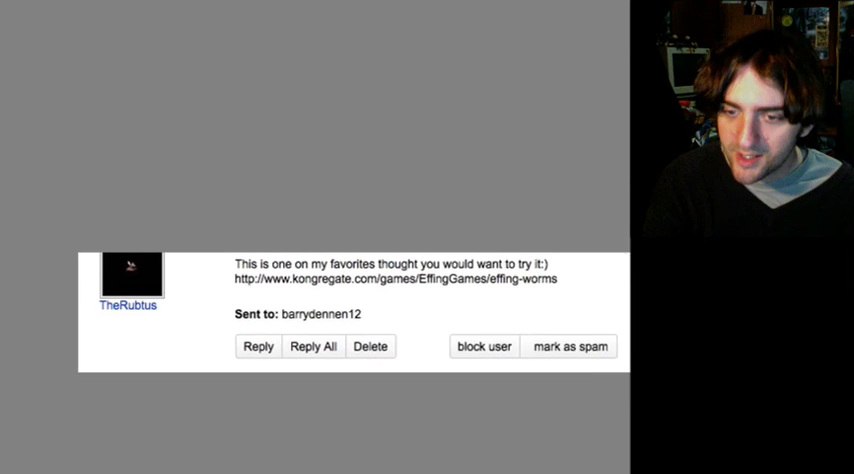 This is one on my favorites thought you would want to try it:)
http://www.kongregate.com/games/EffingGames/effing-worms
TheRubtus
Sent to: barrydennen12
Reply
Reply All
Delete
block user
mark as spam